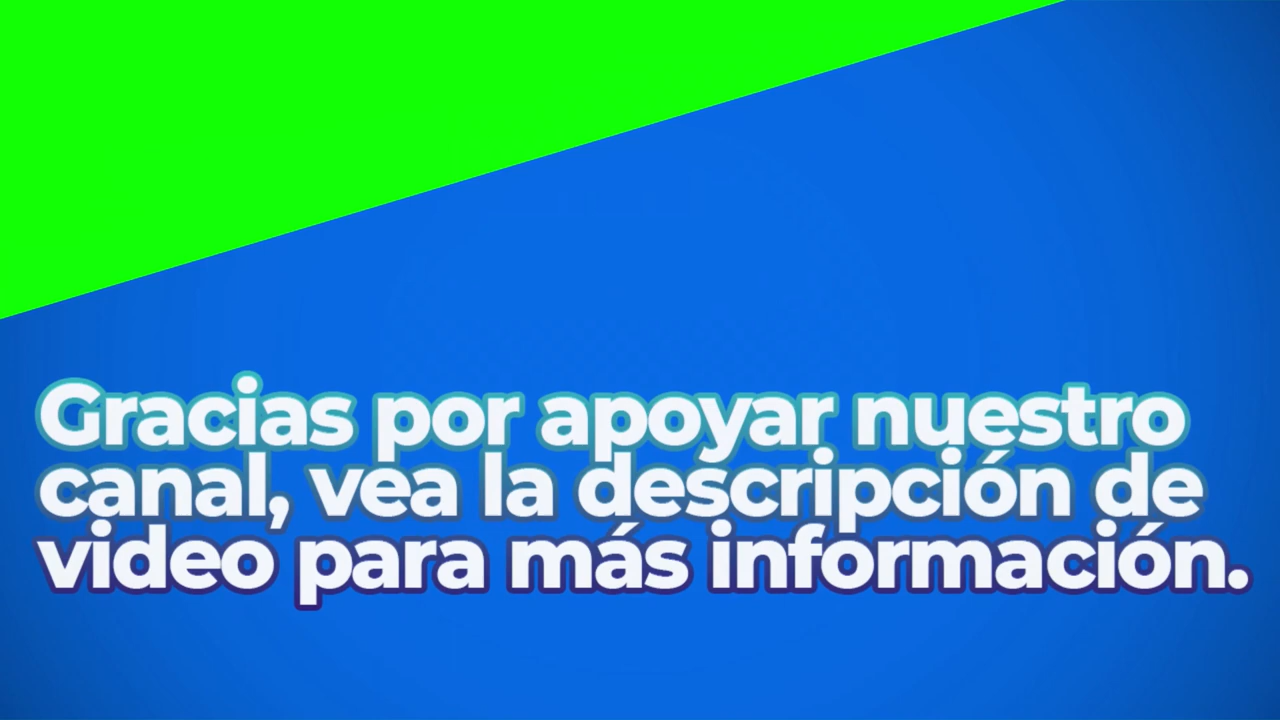 Gracias por apoyar nuestro
canal, vea la descripción de
video para más información.